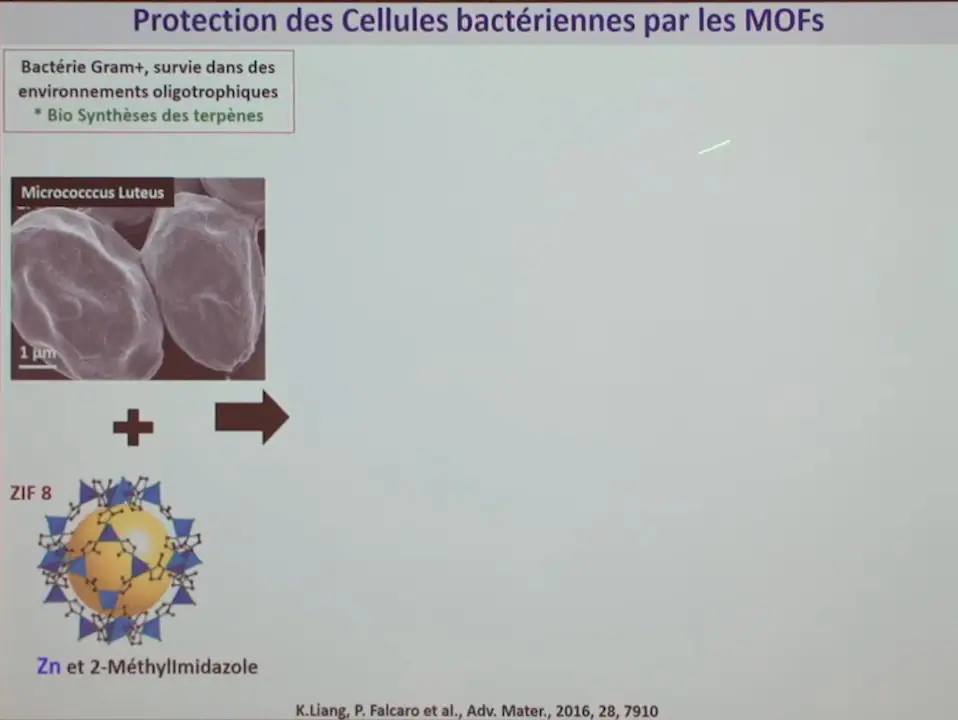 Protection des Cellules bactériennes par les MOFs
Bactérie Gram+, survie dans des
environnements oligotrophiques
* Bio Synthèses des terpènes
Micrococccus Luteus
1 µm
ZIF 8
Zn et 2-MéthylImidazole
K.Liang, P. Falcaro et al., Adv. Mater., 2016, 28, 7910